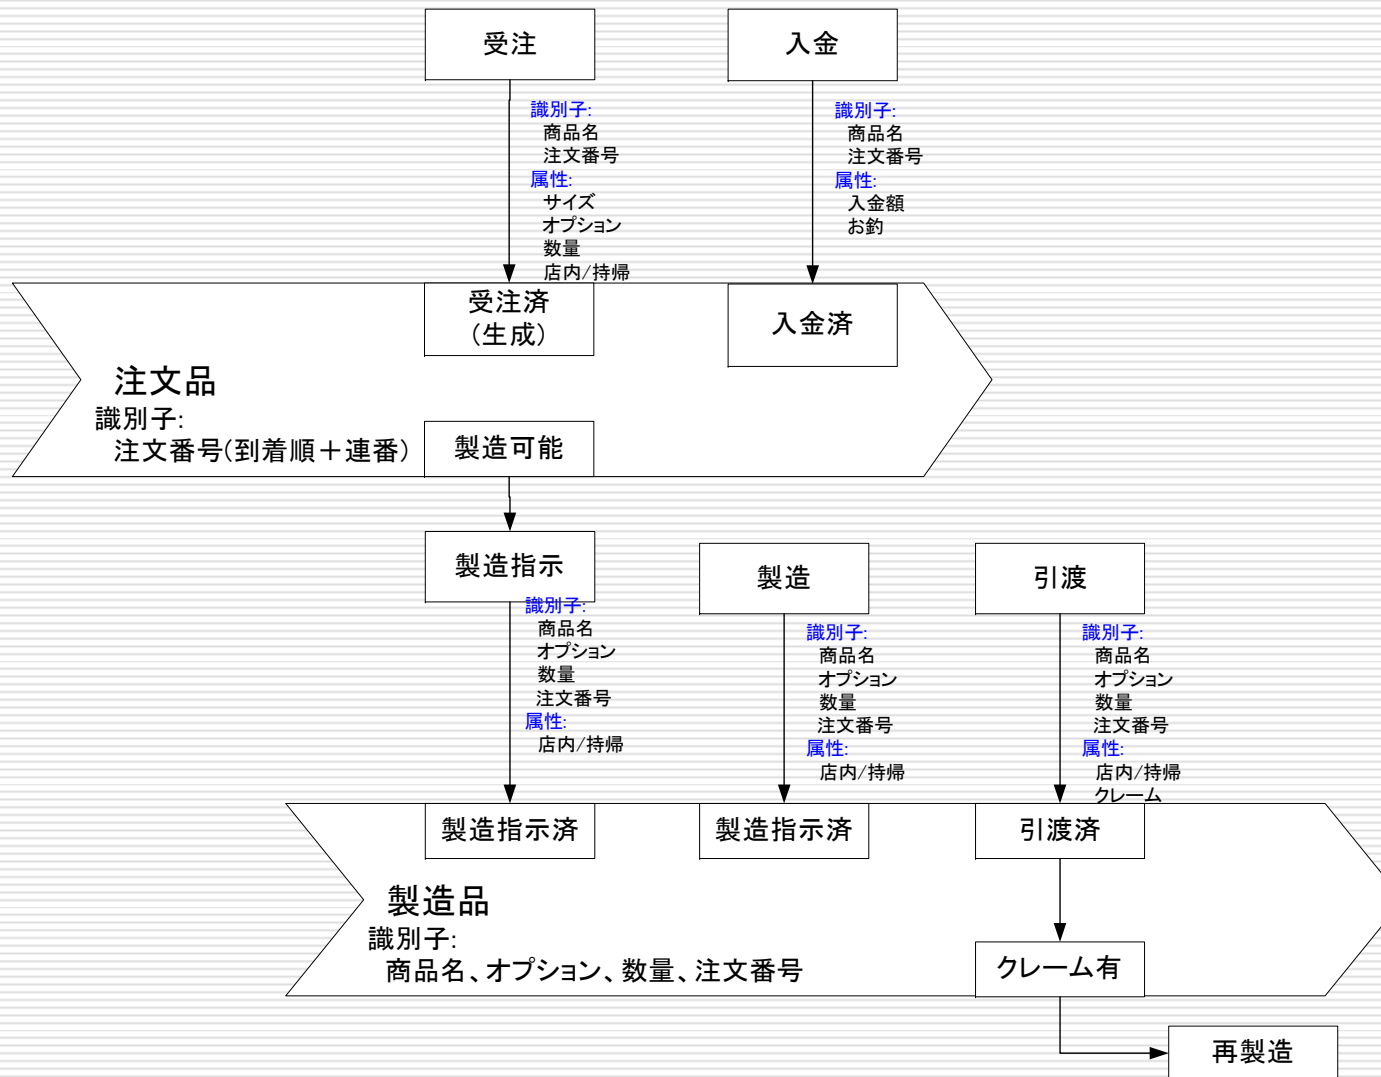 受注
入金
識別子:
商品名
注文番号
属性:
サイズ
オプション
数量
店内/持帰
識別子:
商品名
注文番号
属性:
入金額
お釣
受注済
(生成)
入金済
注文品
識別子:
注文番号(到着順＋連番)
製造可能
製造指示
製造
引渡
識別子:
商品名
オプション
数量
注文番号
属性:
店内/持帰
識別子:
商品名
オプション
数量
注文番号
属性:
店内/持帰
識別子:
商品名
オプション
数量
注文番号
属性:
店内/持帰
クレーム
製造指示済
製造指示済
引渡済
製造品
識別子:
商品名、オプション、数量、注文番号
クレーム有
再製造